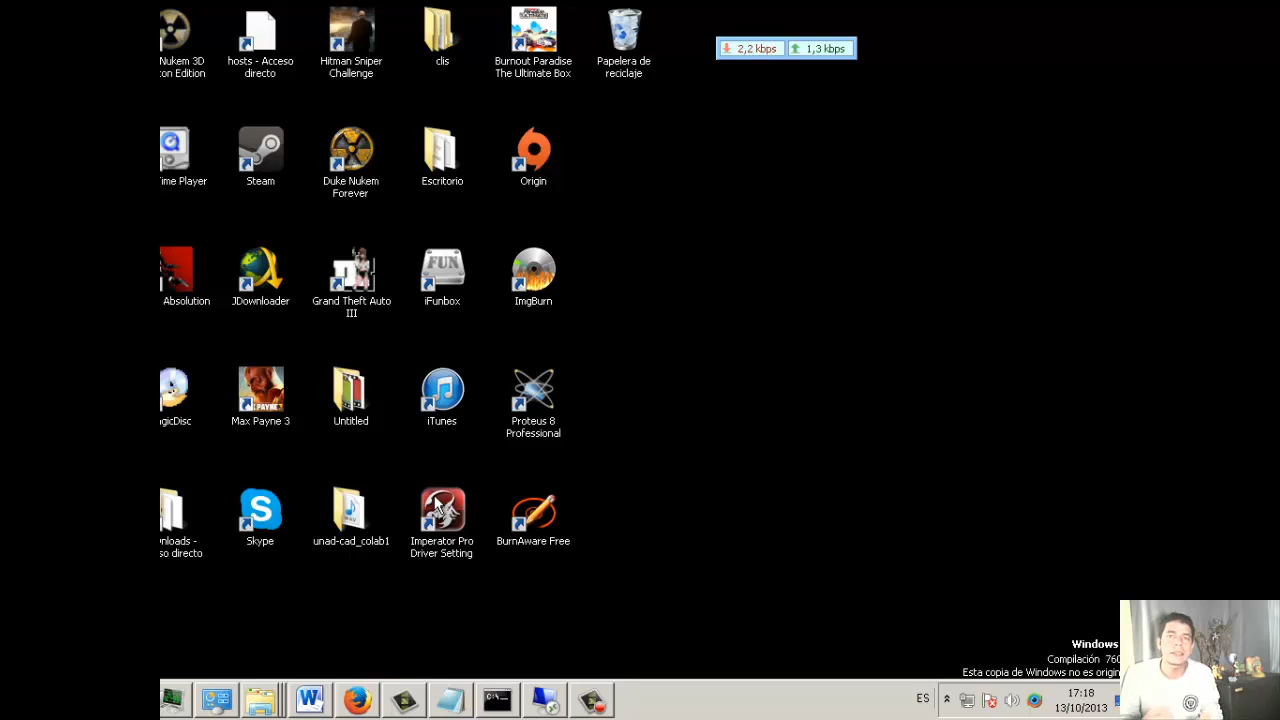 Nukem 3D
on Edition
hosts - Acceso
directo
Hitman Sniper
Challenge
clis
Burnout Paradise
The Ultimate Box
Papelera de
reciclaje
2,2 kbps
1,3 kbps
ime Player
Steam
Duke Nukem
Forever
Escritorio
Origin
Absolution
JDownloader
Grand Theft Auto
III
FUN
iFunbox
ImgBurn
agicDisc
Max Payne 3
Untitled
iTunes
Proteus 8
Professional
nloads -
so directo
S
Skype
unad-cad_colab1
Imperator Pro
Driver Setting
BurnAware Free
Windows
Compilación 760
Esta copia de Windows no es origin
ES
17:18
13/10/2013